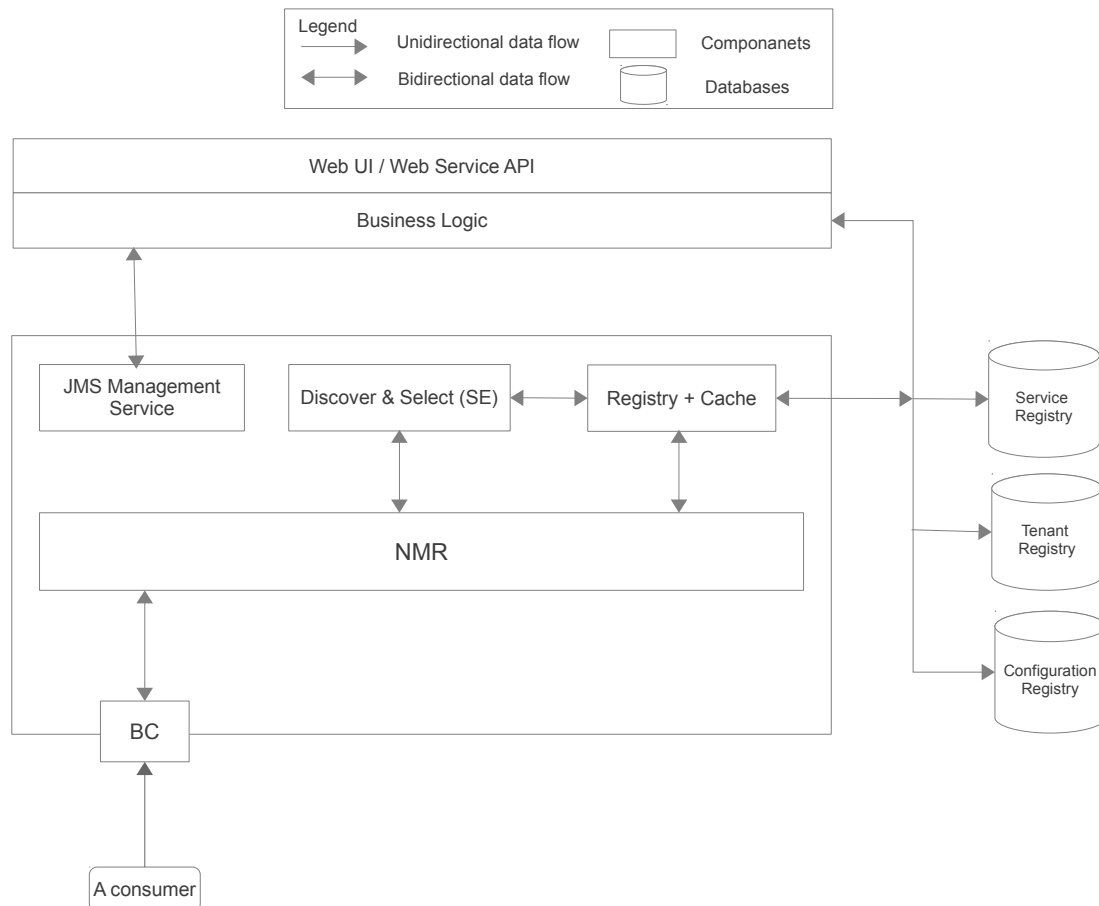 Legend
Unidirectional data flow
Componanets
Bidirectional data flow
Databases
Web UI / Web Service API
Business Logic
JMS Management
Service
Discover & Select (SE)
Registry + Cache
Service
Registry
NMR
Tenant
Registry
Configuration
Registry
BC
A consumer